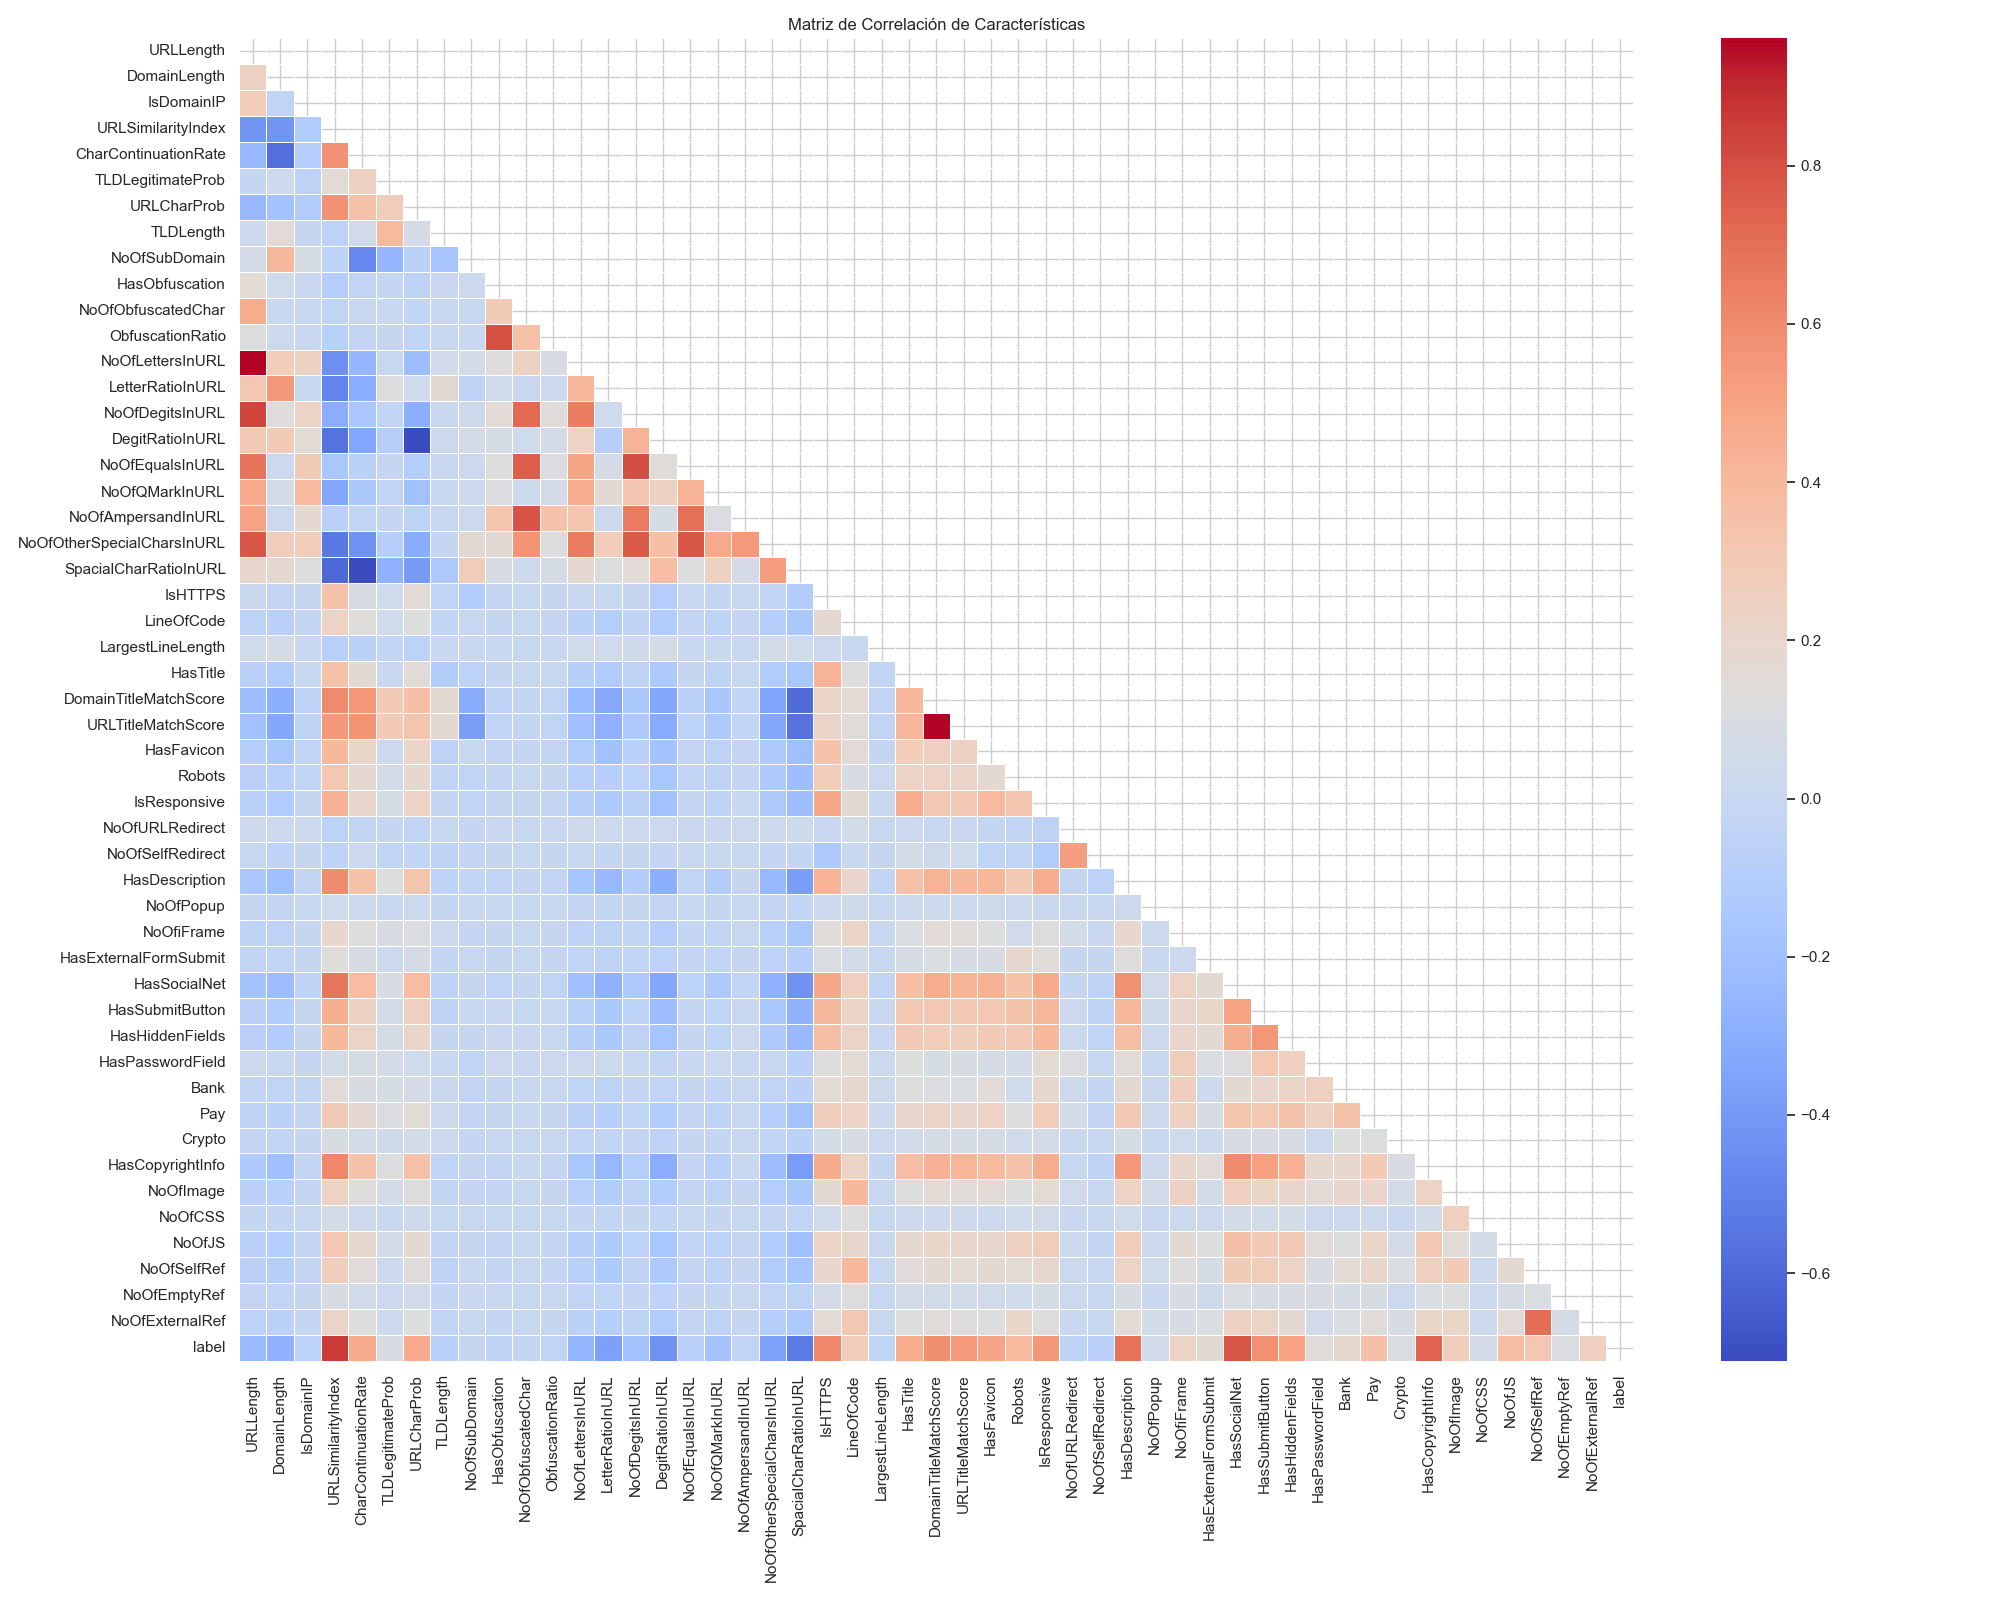 Matriz de Correlación de Características
URLLength
DomainLength
IsDomainIP
URLSimilarityIndex
CharContinuationRate
TLDLegitimateProb
URLCharProb
TLDLength
NoOfSubDomain
HasObfuscation
NoOfObfuscatedChar
ObfuscationRatio
NoOfLettersInURL
LetterRatioInURL
NoOfDegitsInURL
DegitRatioInURL
NoOfEqualsInURL
NoOfQMarkInURL
NoOfAmpersandInURL
NoOfOtherSpecialCharsInURL
SpacialCharRatioInURL
IsHTTPS
LineOfCode
LargestLineLength
HasTitle
DomainTitleMatchScore
URLTitleMatchScore
HasFavicon
Robots
IsResponsive
NoOfURLRedirect
NoOfSelfRedirect
HasDescription
NoOfPopup
NoOfiFrame
HasExternalFormSubmit
HasSocialNet
HasSubmitButton
HasHiddenFields
HasPasswordField
Bank
Pay
Crypto
HasCopyrightInfo
NoOfImage
NoOfCSS
NoOfJS
NoOfSelfRef
NoOfEmptyRef
NoOfExternalRef
label
URLLength
DomainLength
IsDomainIP
URLSimilarityIndex
CharContinuationRate
TLDLegitimateProb
URLCharProb
TLDLength
NoOfSubDomain
HasObfuscation
NoOfObfuscatedChar
ObfuscationRatio
NoOfLettersInURL
LetterRatioInURL
NoOfDegitsInURL
DegitRatioInURL
NoOfEqualsInURL
NoOfQMarkInURL
NoOfAmpersandInURL
NoOfOtherSpecialCharsInURL
SpacialCharRatioInURL
IsHTTPS
LineOfCode
LargestLineLength
HasTitle
DomainTitleMatchScore
URLTitleMatchScore
HasFavicon
Robots
IsResponsive
NoOfURLRedirect
NoOfSelfRedirect
HasDescription
NoOfPopup
NoOfiFrame
HasExternalFormSubmit
HasSocialNet
HasSubmitButton
HasHiddenFields
HasPasswordField
Bank
Pay
Crypto
HasCopyrightInfo
NoOfImage
NoOfCSS
NoOfJS
NoOfSelfRef
NoOfEmptyRef
NoOfExternalRef
label
0.8
0.6
0.4
0.2
0.0
−0.2
−0.4
−0.6